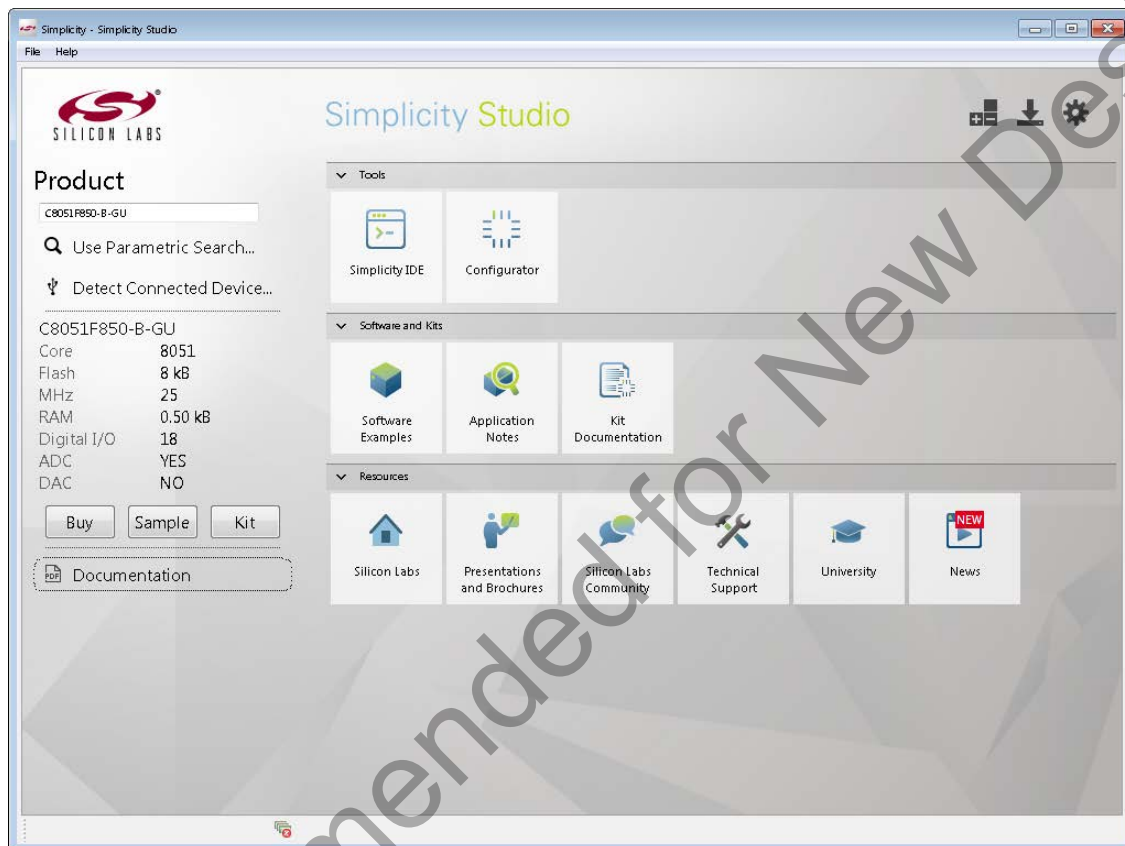 Simplicity - Simplicity Studio
File Help
SILICON LABS
Simplicity Studio
Product
C8051F850-B-GU
Use Parametric Search...
Detect Connected Device...
C8051F850-B-GU
Core 8051
Flash 8 kB
MHz 25
RAM 0.50 kB
Digital I/O 18
ADC YES
DAC NO
Buy Sample Kit
PDF Documentation
Tools
Simplicity IDE
Configurator
Software and Kits
Software
Examples
Application
Notes
Kit
Documentation
Resources
Silicon Labs
Presentations
and Brochures
Silicon Labs
Community
Technical
Support
University
NEW
News
mended for New Des